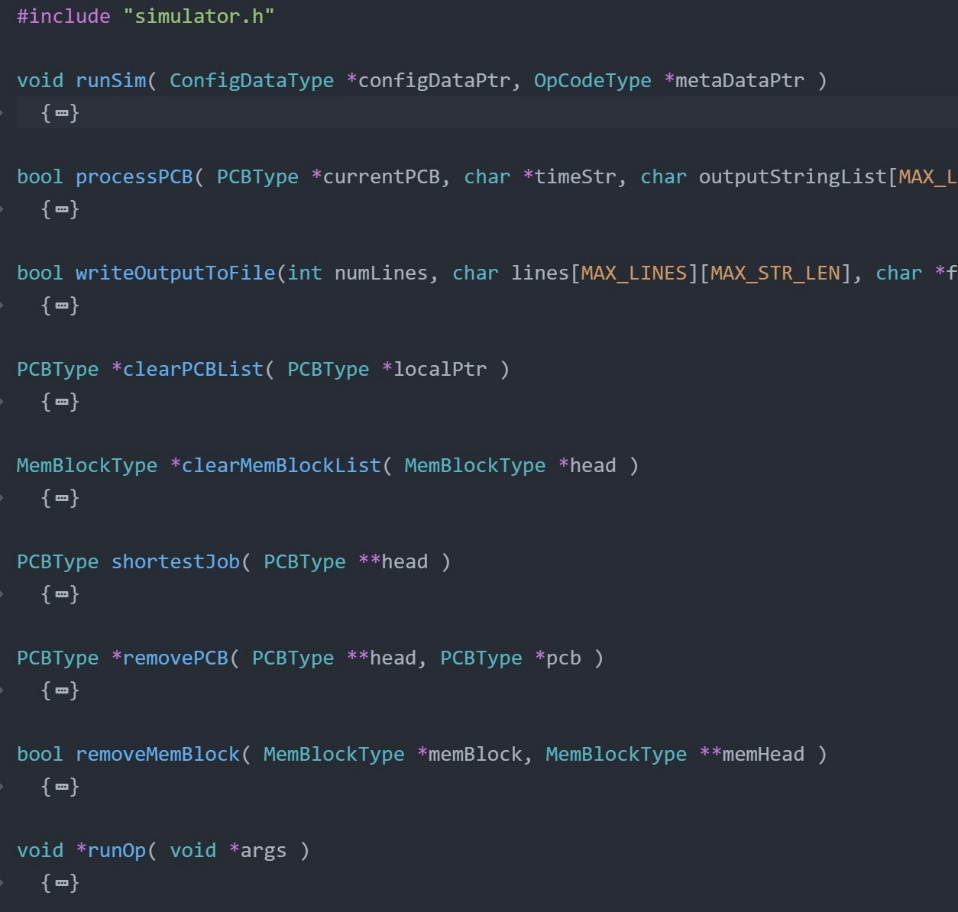 #include "simulator.h"
void runSim( ConfigDataType *configDataPtr, OpCodeType *metaDataPtr )
{⋯}
bool processPCB( PCBType *currentPCB, char *timeStr, char outputStringList[MAX_L
{⋯}
bool writeOutputToFile(int numLines, char lines[MAX_LINES][MAX_STR_LEN], char *f
{⋯}
PCBType *clearPCBList( PCBType *localPtr )
{⋯}
MemBlockType *clearMemBlockList( MemBlockType *head )
{⋯}
PCBType shortestJob( PCBType **head )
{⋯}
PCBType *removePCB( PCBType **head, PCBType *pcb )
{⋯}
bool removeMemBlock( MemBlockType *memBlock, MemBlockType **memHead )
{⋯}
void *runOp( void *args )
{⋯}